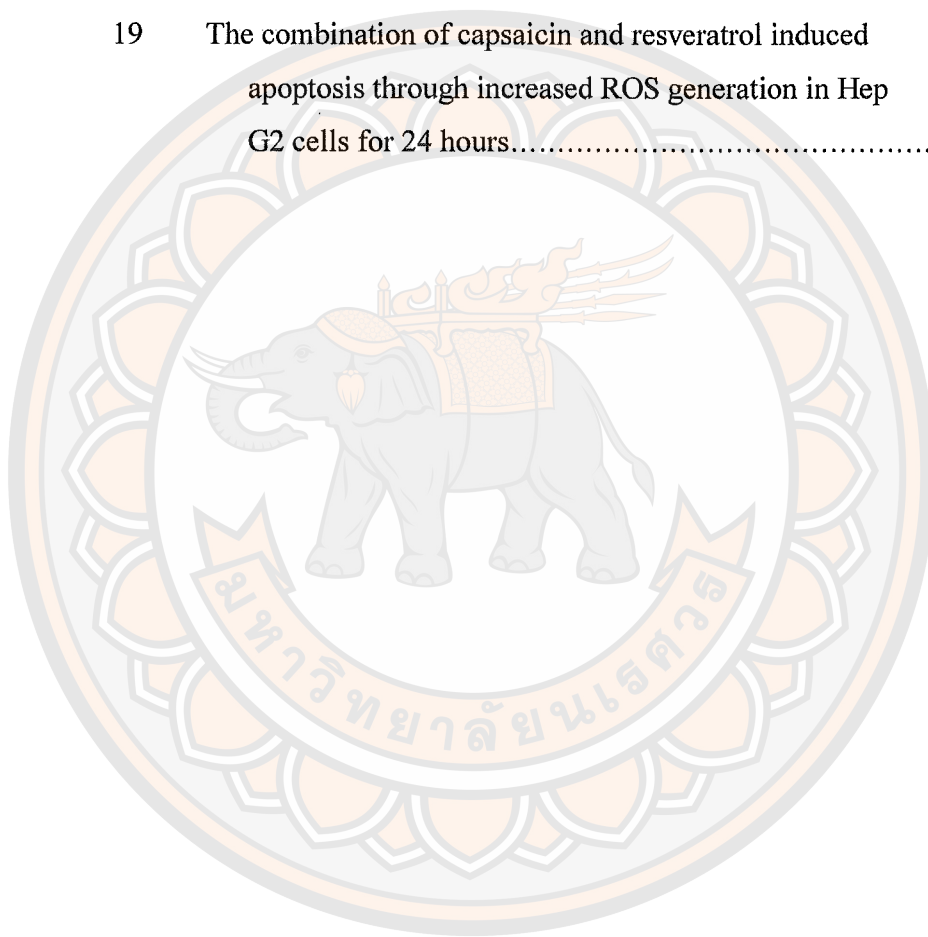 19 The combination of capsaicin and resveratrol induced
apoptosis through increased ROS generation in Hep
G2 cells for 24 hours................................................
มหาวิทยาลัยนเรศวร